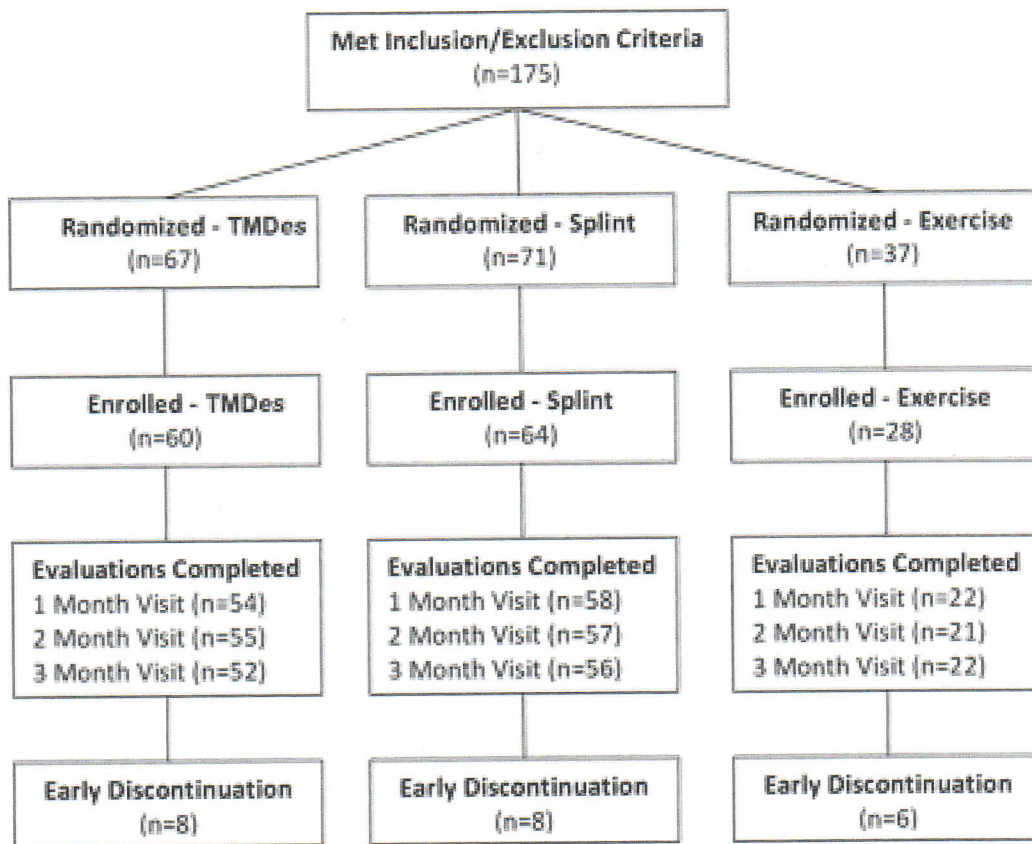 Met Inclusion/Exclusion Criteria
(n=175)
Randomized - TMDes
(n=67)
Randomized - Splint
(n=71)
Randomized - Exercise
(n=37)
Enrolled - TMDes
(n=60)
Enrolled - Splint
(n=64)
Enrolled - Exercise
(n=28)
Evaluations Completed
1 Month Visit (n=54)
2 Month Visit (n=55)
3 Month Visit (n=52)
Evaluations Completed
1 Month Visit (n=58)
2 Month Visit (n=57)
3 Month Visit (n=56)
Evaluations Completed
1 Month Visit (n=22)
2 Month Visit (n=21)
3 Month Visit (n=22)
Early Discontinuation
(n=8)
Early Discontinuation
(n=8)
Early Discontinuation
(n=6)